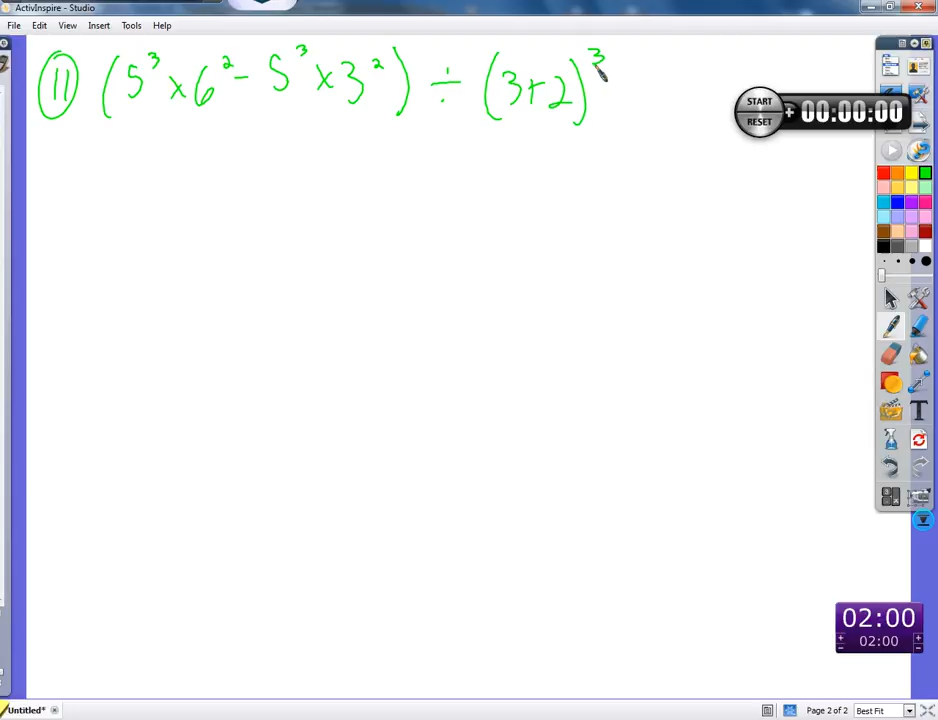 ActivInspire - Studio
File Edit View Insert Tools Help
⑪ (5³ × 6² - 5³ × 3²) ÷ (3+2)³
START
RESET
+ 00:00:00
T
02:00
+ 02:00 +
Untitled*
Page 2 of 2 Best Fit